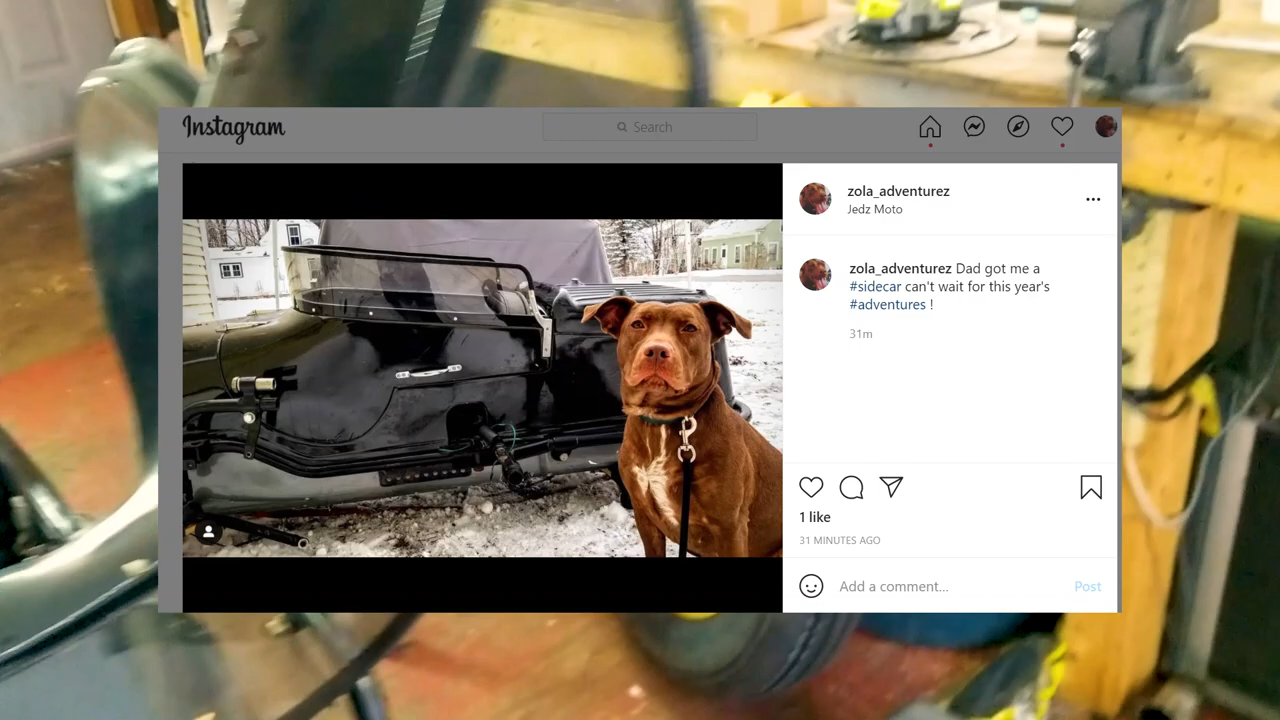 Instagram
Search
zola_adventurez
Jedz Moto
zola_adventurez Dad got me a
#sidecar can't wait for this year's
#adventures !
31m
1 like
31 MINUTES AGO
Add a comment...
Post